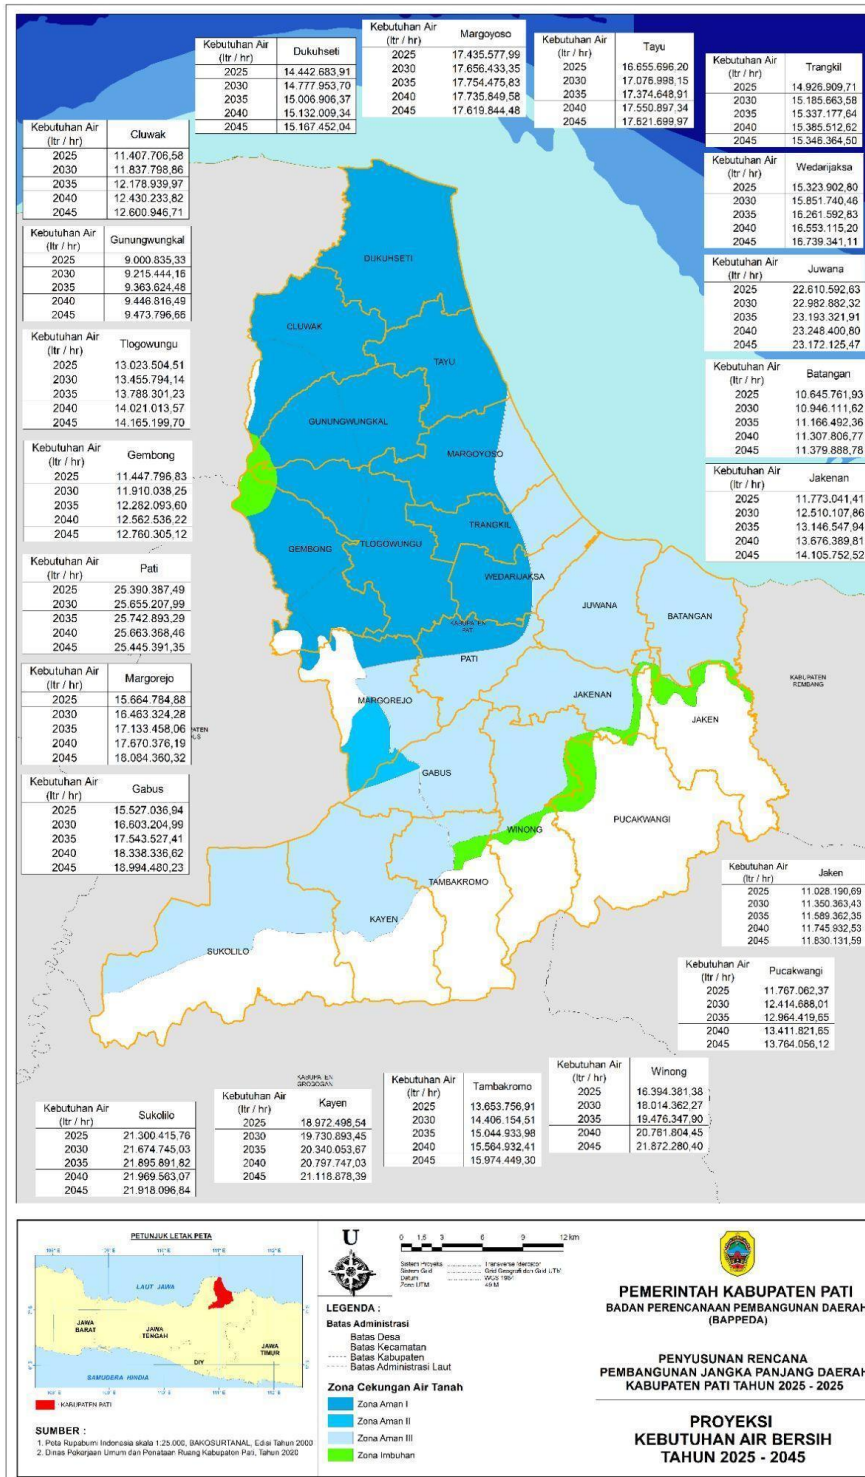 Kebutuhan Air (ltr / hr) Dukuhseti
2025 14.442.683,91
2030 14.777.953,70
2035 15.006.906,37
2040 15.132.009,34
2045 15.167.452,04
Kebutuhan Air (ltr / hr) Margoyoso
2025 17.435.577,99
2030 17.656.433,35
2035 17.754.475,83
2040 17.735.849,58
2045 17.619.844,48
Kebutuhan Air (ltr / hr) Tayu
2025 16.655.696,20
2030 17.076.998,15
2035 17.374.648,91
2040 17.550.897,34
2045 17.621.699,97
Kebutuhan Air (ltr / hr) Trangkil
2025 14.926.909,71
2030 15.185.663,58
2035 15.337.177,64
2040 15.385.512,62
2045 15.346.364,50
Kebutuhan Air (ltr / hr) Cluwak
2025 11.407.706,58
2030 11.837.798,86
2035 12.178.939,97
2040 12.430.233,82
2045 12.600.946,71
Kebutuhan Air (ltr / hr) Wedarijaksa
2025 15.323.902,80
2030 15.851.740,46
2035 16.261.592,83
2040 16.553.115,20
2045 16.739.341,11
Kebutuhan Air (ltr / hr) Gunungwungkal
2025 9.000.835,33
2030 9.215.444,16
2035 9.363.624,48
2040 9.446.816,49
2045 9.473.796,66
Kebutuhan Air (ltr / hr) Juwana
2025 22.610.592,63
2030 22.982.882,32
2035 23.193.321,91
2040 23.248.400,80
2045 23.172.125,47
Kebutuhan Air (ltr / hr) Tlogowungu
2025 13.023.504,51
2030 13.455.794,14
2035 13.788.301,23
2040 14.021.013,57
2045 14.165.199,70
Kebutuhan Air (ltr / hr) Batangan
2025 10.645.761,93
2030 10.946.111,62
2035 11.166.492,36
2040 11.307.806,77
2045 11.379.888,78
Kebutuhan Air (ltr / hr) Gembong
2025 11.447.796,83
2030 11.910.038,25
2035 12.282.093,60
2040 12.562.536,22
2045 12.760.305,12
Kebutuhan Air (ltr / hr) Jakenan
2025 11.773.041,41
2030 12.510.107,86
2035 13.146.547,94
2040 13.676.389,81
2045 14.105.752,52
Kebutuhan Air (ltr / hr) Pati
2025 25.390.387,49
2030 25.655.207,99
2035 25.742.893,29
2040 25.663.368,46
2045 25.445.391,35
Kebutuhan Air (ltr / hr) Margorejo
2025 15.664.784,88
2030 16.463.324,28
2035 17.133.458,06
2040 17.670.376,19
2045 18.084.360,32
Kebutuhan Air (ltr / hr) Gabus
2025 15.527.036,94
2030 16.603.204,99
2035 17.543.527,41
2040 18.338.336,62
2045 18.994.480,23
DUKUHSETI
CLUWAK
TAYU
GUNUNGWUNGKAL
MARGOYOSO
TRANGKIL
GEMBONG
TLOGOWUNGU
WEDARIJAKSA
JUWANA
BATANGAN
KABUPATEN
PATI
PATI
KABUPATEN
REMBANG
MARGOREJO
JAKENAN
JAKEN
GABUS
WINONG
PUCAKWANGI
TAMBAKROMO
KAYEN
SUKOLILO
Kebutuhan Air (ltr / hr) Jaken
2025 11.028.190,69
2030 11.350.363,43
2035 11.589.362,35
2040 11.745.932,53
2045 11.830.131,59
Kebutuhan Air (ltr / hr) Pucakwangi
2025 11.767.062,37
2030 12.414.688,01
2035 12.964.419,65
2040 13.411.821,65
2045 13.764.056,12
Kebutuhan Air (ltr / hr) Winong
2025 16.394.381,38
2030 18.014.362,27
2035 19.476.347,90
2040 20.761.804,45
2045 21.872.280,40
Kebutuhan Air (ltr / hr) Tambakromo
2025 13.653.756,91
2030 14.406.154,51
2035 15.044.933,98
2040 15.564.932,41
2045 15.974.449,30
KABUPATEN
GROBOGAN
Kebutuhan Air (ltr / hr) Kayen
2025 18.972.496,54
2030 19.730.893,45
2035 20.340.053,67
2040 20.797.747,03
2045 21.118.878,39
Kebutuhan Air (ltr / hr) Sukolilo
2025 21.300.415,76
2030 21.674.745,03
2035 21.895.891,82
2040 21.969.563,07
2045 21.918.096,84
PETUNJUK LETAK PETA
LAUT JAWA
JAWA BARAT
JAWA TENGAH
DIY
JAWA TIMUR
SAMUDERA HINDIA
KABUPATEN PATI
SUMBER :
1. Peta Rupabumi Indonesia skala 1:25.000, BAKOSURTANAL, Edisi Tahun 2000
2. Dinas Pekerjaan Umum dan Penataan Ruang Kabupaten Pati, Tahun 2020
U
0 1,5 3 6 9 12 km
Sistem Proyeksi Transverse Mercator
Sistem Grid Grid Geografi dan Grid UTM
Datum WGS 1984
Zona UTM 49 M
LEGENDA :
Batas Administrasi
Batas Desa
Batas Kecamatan
Batas Kabupaten
Batas Administrasi Laut
Zona Cekungan Air Tanah
Zona Aman I
Zona Aman II
Zona Aman III
Zona Imbuhan
PEMERINTAH KABUPATEN PATI
BADAN PERENCANAAN PEMBANGUNAN DAERAH
(BAPPEDA)
PENYUSUNAN RENCANA
PEMBANGUNAN JANGKA PANJANG DAERAH
KABUPATEN PATI TAHUN 2025 - 2025
PROYEKSI
KEBUTUHAN AIR BERSIH
TAHUN 2025 - 2045